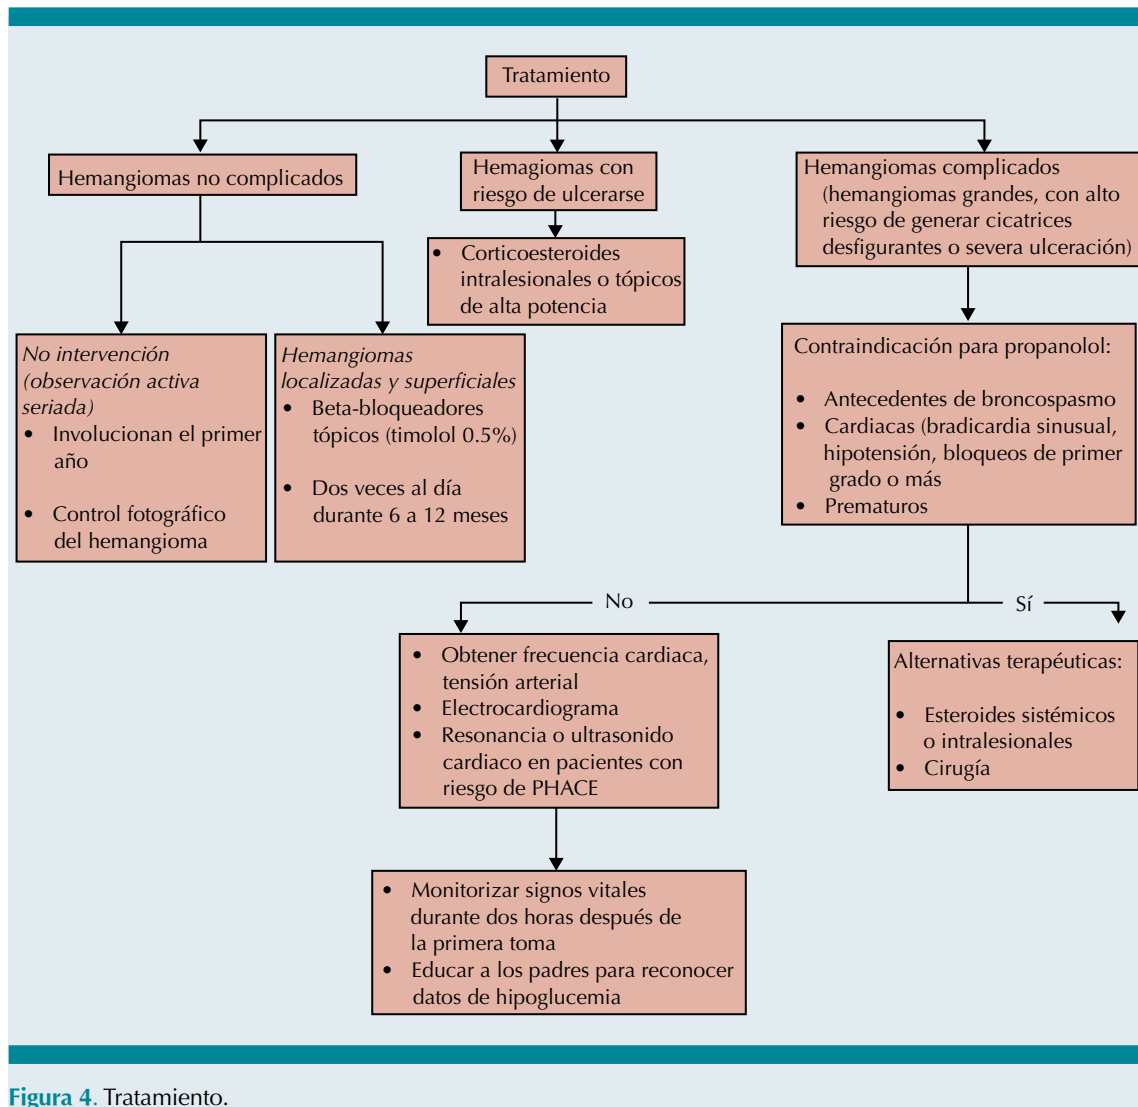 Tratamiento
Hemangiomas no complicados
Hemagiomas con
riesgo de ulcerarse
Hemangiomas complicados
(hemangiomas grandes, con alto
riesgo de generar cicatrices
desfigurantes o severa ulceración)
• Corticoesteroides
intralesionales o tópicos
de alta potencia
No intervención
(observación activa
seriada)
• Involucionan el primer
año
• Control fotográfico
del hemangioma
Hemangiomas
localizadas y superficiales
• Beta-bloqueadores
tópicos (timolol 0.5%)
• Dos veces al día
durante 6 a 12 meses
Contraindicación para propanolol:
• Antecedentes de broncospasmo
• Cardiacas (bradicardia sinusual,
hipotensión, bloqueos de primer
grado o más
• Prematuros
No
Sí
• Obtener frecuencia cardiaca,
tensión arterial
• Electrocardiograma
• Resonancia o ultrasonido
cardiaco en pacientes con
riesgo de PHACE
Alternativas terapéuticas:
• Esteroides sistémicos
o intralesionales
• Cirugía
• Monitorizar signos vitales
durante dos horas después de
la primera toma
• Educar a los padres para reconocer
datos de hipoglucemia
Figura 4. Tratamiento.